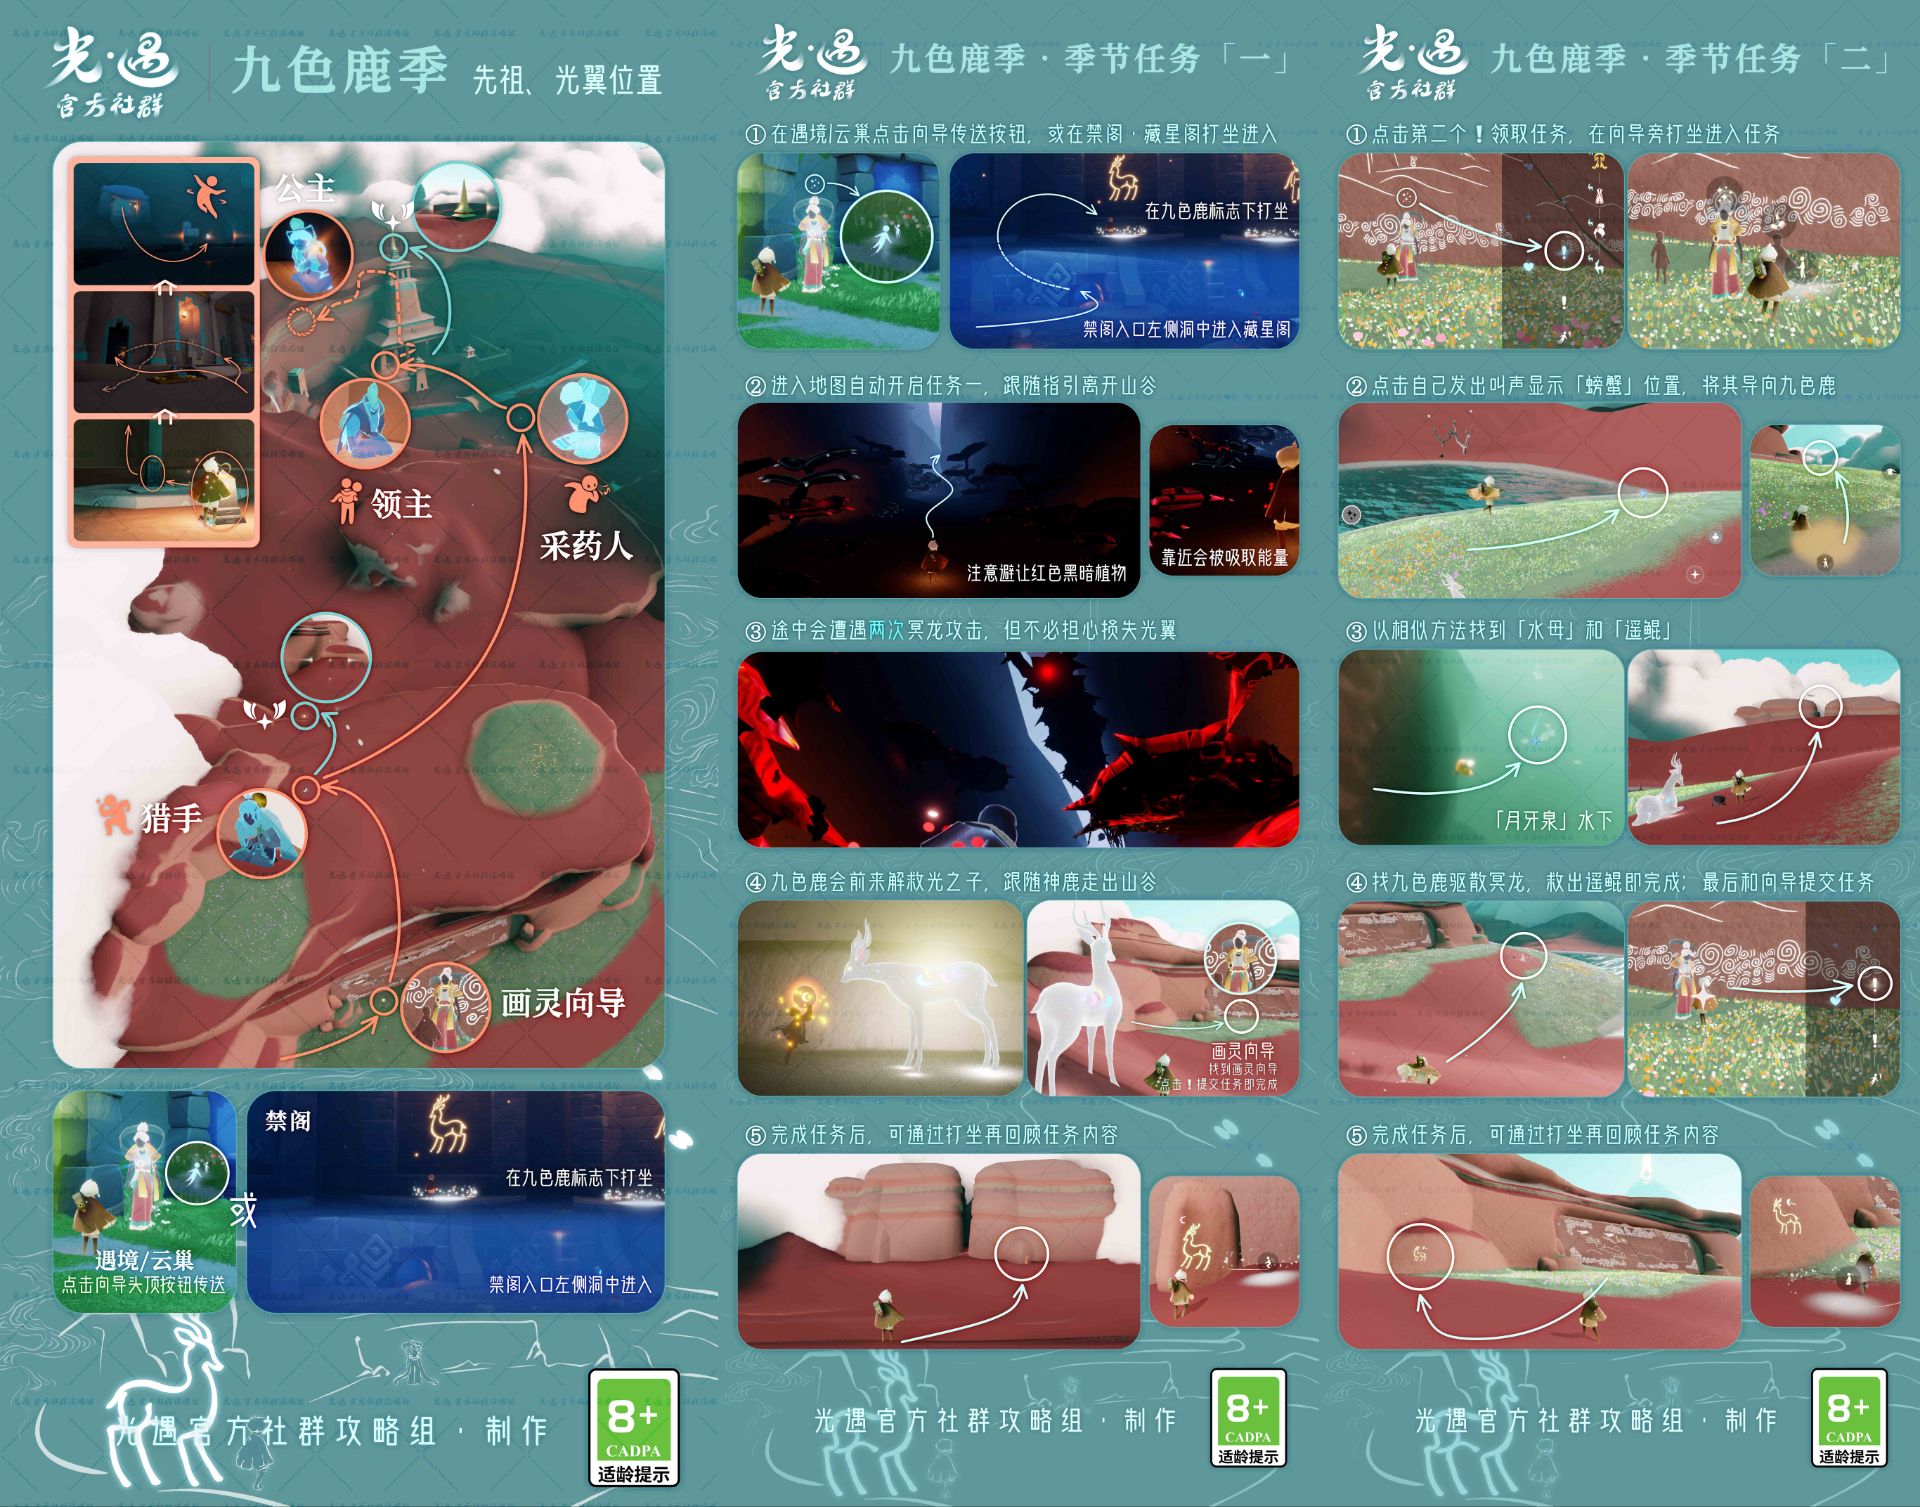 光·遇
官方社群
九色鹿季 先祖、光翼位置
公主
领主
采药人
猎手
画灵向导
遇境/云巢
点击向导头顶按钮传送
或
禁阁
在九色鹿标志下打坐
禁阁入口左侧洞中进入
光遇官方社群攻略组·制作
8+
CADPA
适龄提示
光·遇
官方社群
九色鹿季·季节任务「一」
①在遇境/云巢点击向导传送按钮，或在禁阁·藏星阁打坐进入
在九色鹿标志下打坐
禁阁入口左侧洞中进入藏星阁
②进入地图自动开启任务一，跟随指引离开山谷
注意避让红色黑暗植物
靠近会被吸取能量
③途中会遭遇两次冥龙攻击，但不必担心损失光翼
④九色鹿会前来解救光之子，跟随神鹿走出山谷
画灵向导
找到画灵向导
点击！提交任务即完成
⑤完成任务后，可通过打坐再回顾任务内容
光遇官方社群攻略组·制作
8+
CADPA
适龄提示
光·遇
官方社群
九色鹿季·季节任务「二」
①点击第二个！领取任务，在向导旁打坐进入任务
②点击自己发出叫声显示「螃蟹」位置，将其导向九色鹿
③以相似方法找到「水母」和「遥鲲」
「月牙泉」水下
④找九色鹿驱散冥龙，救出遥鲲即完成；最后和向导提交任务
⑤完成任务后，可通过打坐再回顾任务内容
光遇官方社群攻略组·制作
8+
CADPA
适龄提示